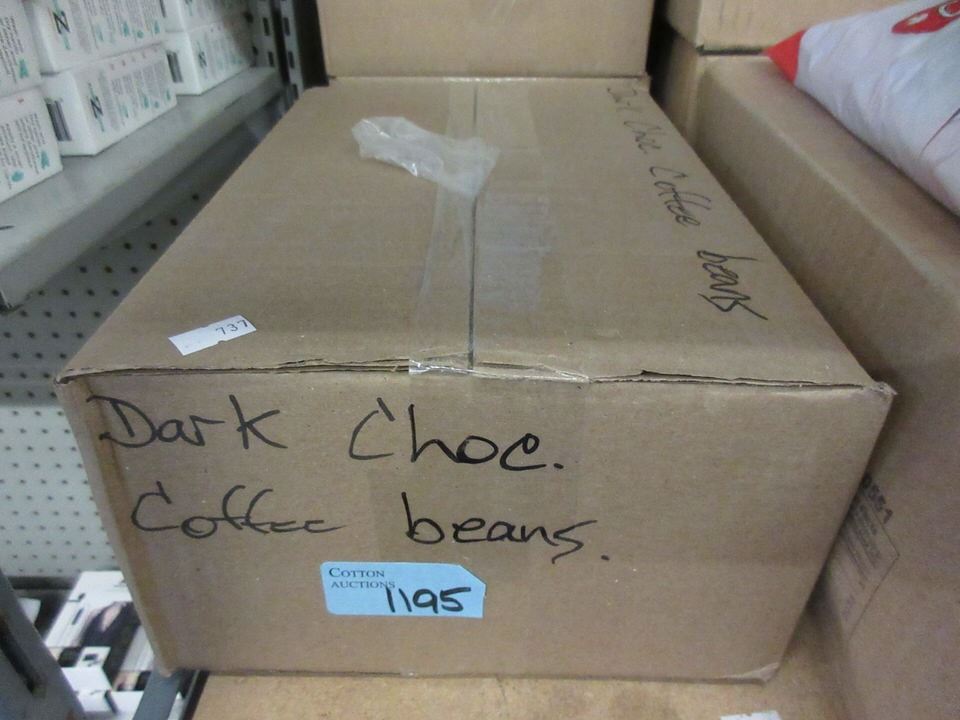 Dark Choc Coffee beans
737
Dark Choc.
Coffee beans.
COTTON
AUCTIONS
1195